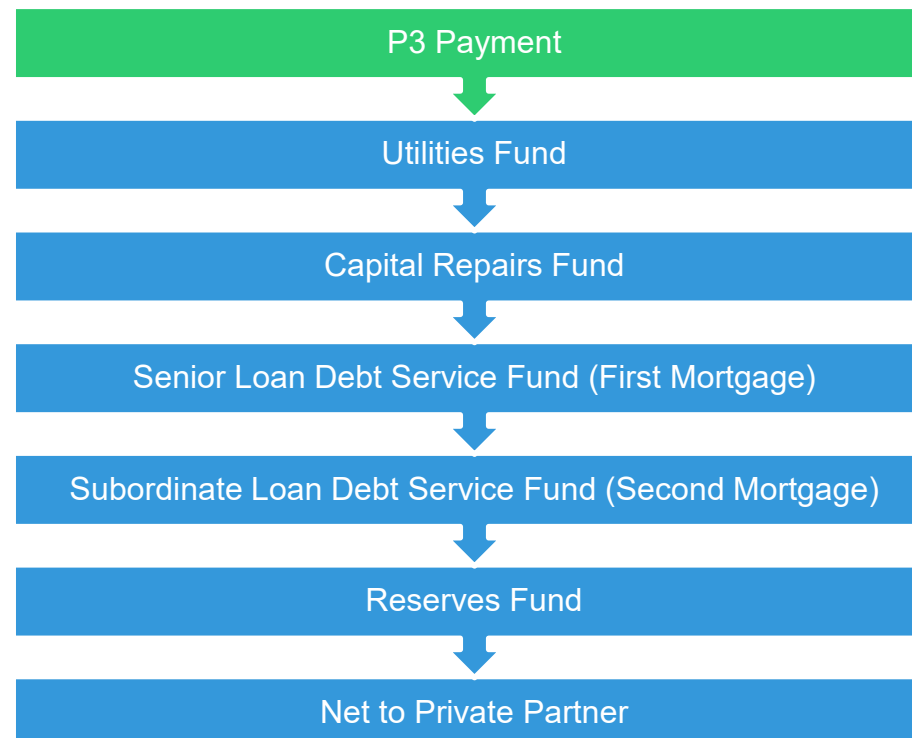 P3 Payment
Utilities Fund
Capital Repairs Fund
Senior Loan Debt Service Fund (First Mortgage)
Subordinate Loan Debt Service Fund (Second Mortgage)
Reserves Fund
Net to Private Partner